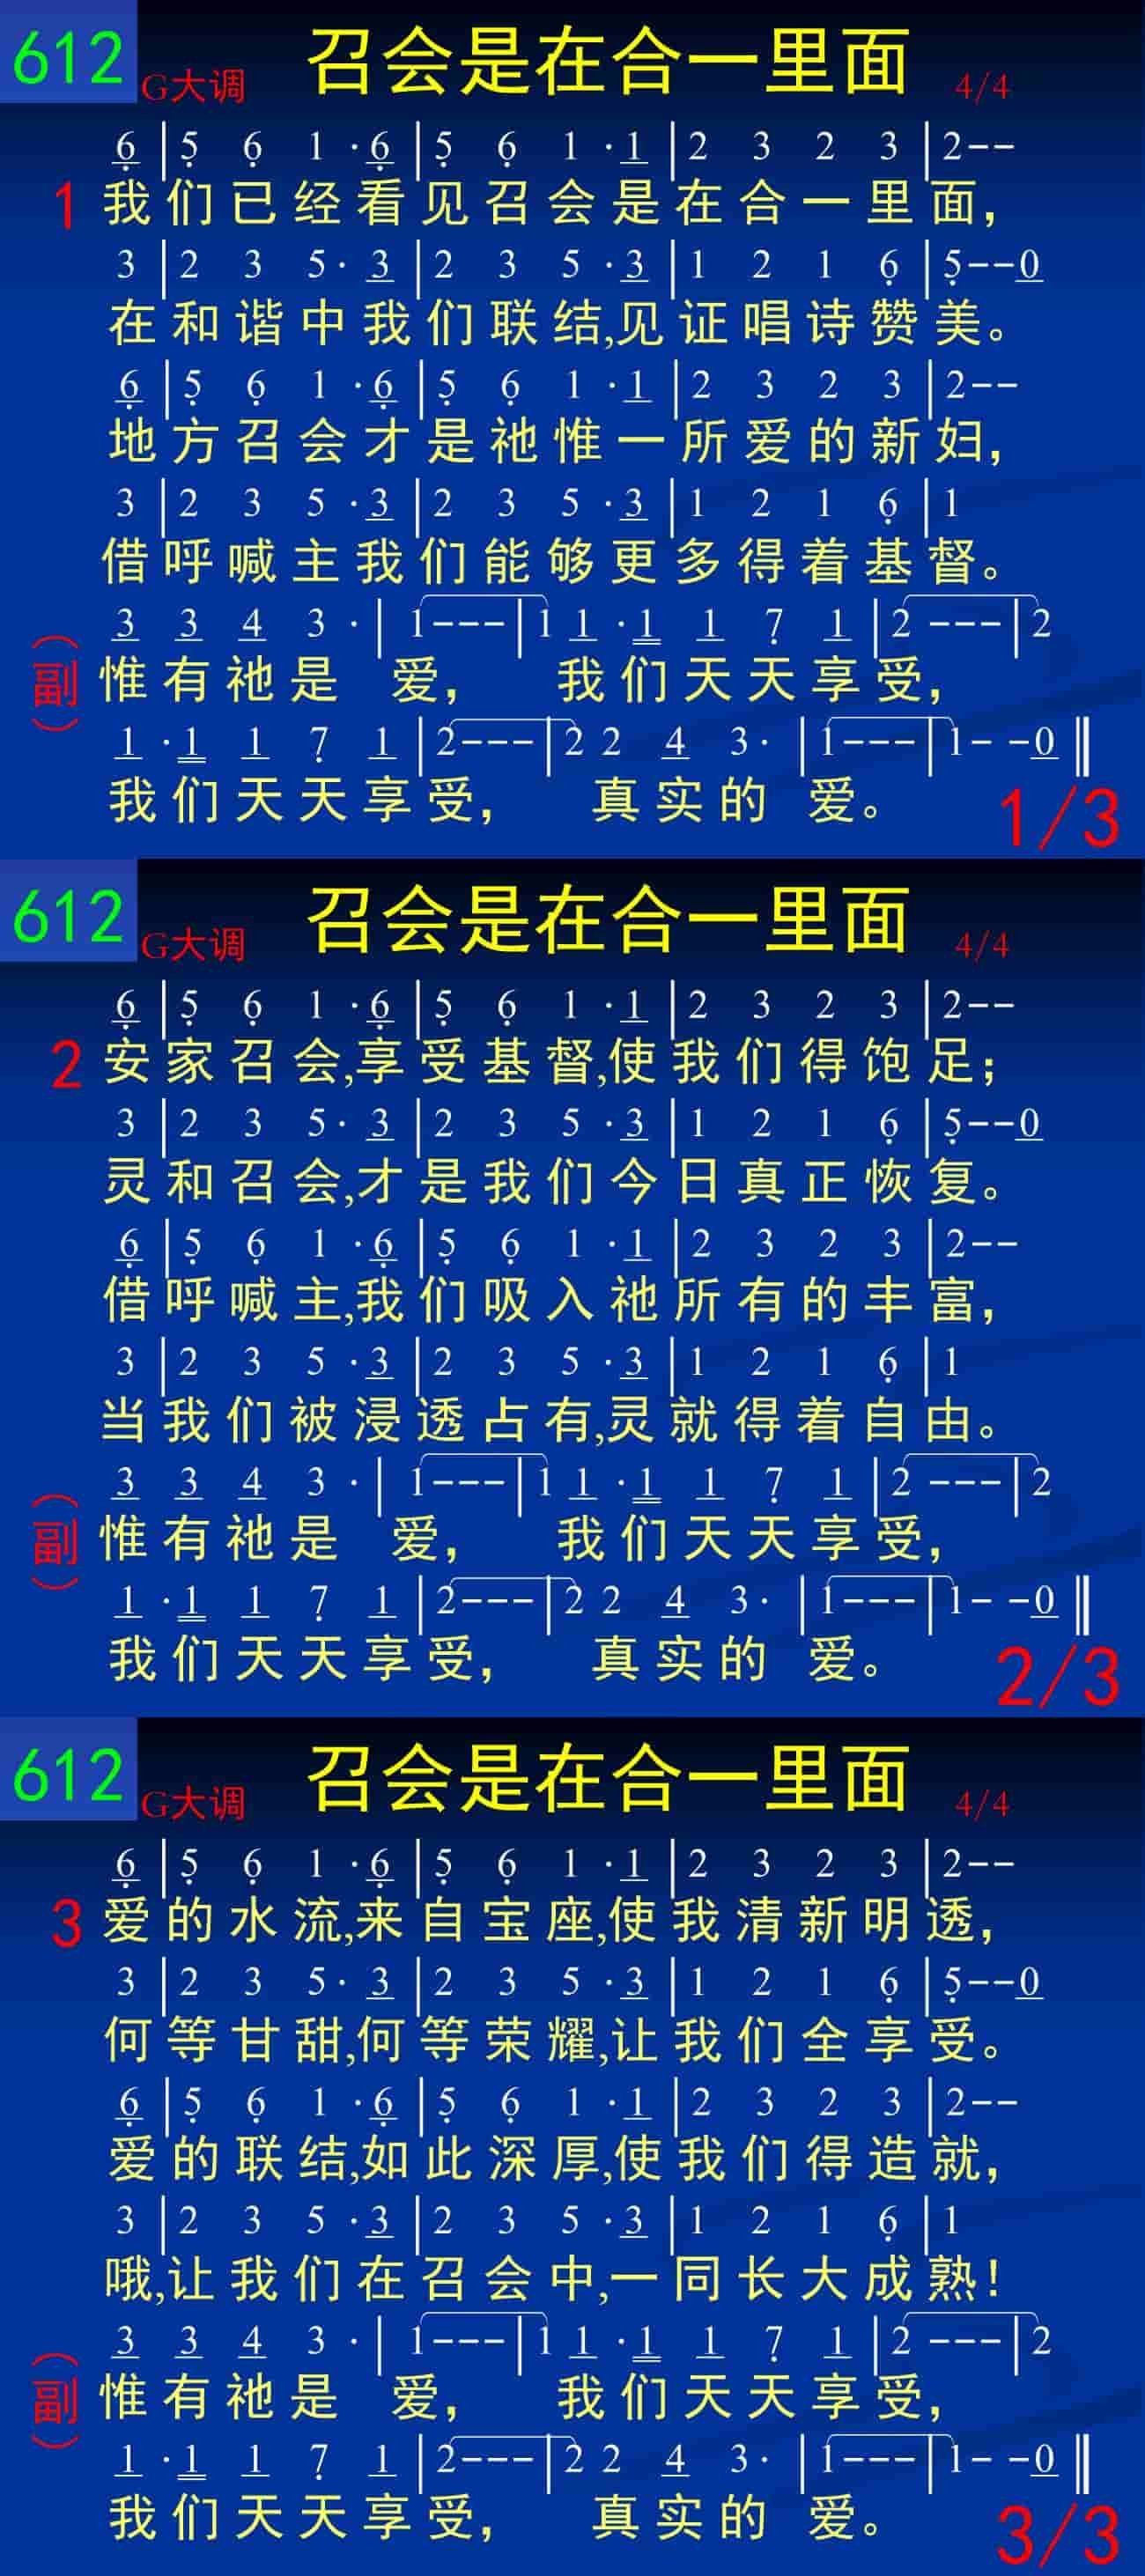 612 G大调 召会是在合一里面 4/4
6 | 5 6 1 · 6 | 5 6 1 · 1 | 2 3 2 3 | 2--
1 我们已经看见召会是在合一里面，
3 | 2 3 5 · 3 | 2 3 5 · 3 | 1 2 1 6 | 5--0
在和谐中我们联结,见证唱诗赞美。
6 | 5 6 1 · 6 | 5 6 1 · 1 | 2 3 2 3 | 2--
地方召会才是祂惟一所爱的新妇，
3 | 2 3 5 · 3 | 2 3 5 · 3 | 1 2 1 6 | 1
借呼喊主我们能够更多得着基督。
3 3 4 3 · | 1---| 1 1 · 1 1 7 1 | 2 ---| 2
（副） 惟有祂是 爱， 我们天天享受，
1 · 1 1 7 1 | 2---| 2 2 4 3 · | 1---| 1- -0 ‖
我们天天享受， 真实的 爱。
1/3
612 G大调 召会是在合一里面 4/4
6 | 5 6 1 · 6 | 5 6 1 · 1 | 2 3 2 3 | 2--
2 安家召会,享受基督,使我们得饱足；
3 | 2 3 5 · 3 | 2 3 5 · 3 | 1 2 1 6 | 5--0
灵和召会,才是我们今日真正恢复。
6 | 5 6 1 · 6 | 5 6 1 · 1 | 2 3 2 3 | 2--
借呼喊主,我们吸入祂所有的丰富，
3 | 2 3 5 · 3 | 2 3 5 · 3 | 1 2 1 6 | 1
当我们被浸透占有,灵就得着自由。
3 3 4 3 · | 1---| 1 1 · 1 1 7 1 | 2 ---| 2
（副） 惟有祂是 爱， 我们天天享受，
1 · 1 1 7 1 | 2---| 2 2 4 3 · | 1---| 1- -0 ‖
我们天天享受， 真实的 爱。
2/3
612 G大调 召会是在合一里面 4/4
6 | 5 6 1 · 6 | 5 6 1 · 1 | 2 3 2 3 | 2--
3 爱的水流,来自宝座,使我清新明透，
3 | 2 3 5 · 3 | 2 3 5 · 3 | 1 2 1 6 | 5--0
何等甘甜,何等荣耀,让我们全享受。
6 | 5 6 1 · 6 | 5 6 1 · 1 | 2 3 2 3 | 2--
爱的联结,如此深厚,使我们得造就，
3 | 2 3 5 · 3 | 2 3 5 · 3 | 1 2 1 6 | 1
哦,让我们在召会中,一同长大成熟！
3 3 4 3 · | 1---| 1 1 · 1 1 7 1 | 2 ---| 2
（副） 惟有祂是 爱， 我们天天享受，
1 · 1 1 7 1 | 2---| 2 2 4 3 · | 1---| 1- -0 ‖
我们天天享受， 真实的 爱。
3/3